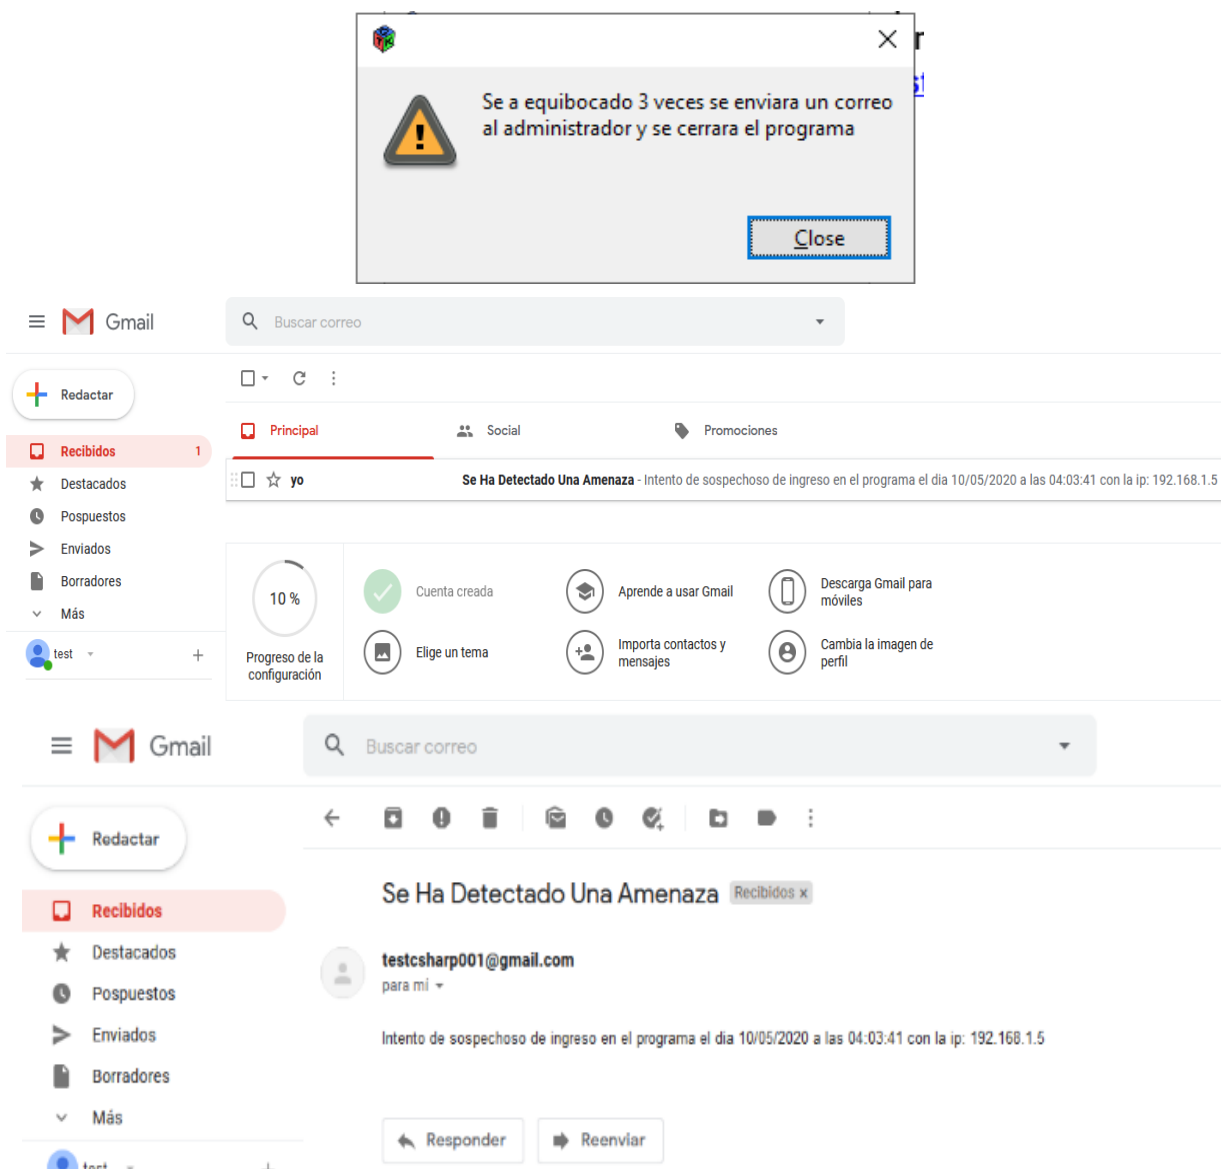 Se a equibocado 3 veces se enviara un correo
al administrador y se cerrara el programa
Close
Gmail
Buscar correo
Redactar
Principal
Social
Promociones
Recibidos 1
yo
Se Ha Detectado Una Amenaza - Intento de sospechoso de ingreso en el programa el dia 10/05/2020 a las 04:03:41 con la ip: 192.168.1.5
Destacados
Pospuestos
Enviados
Borradores
Más
test
10 %
Progreso de la
configuración
Cuenta creada
Aprende a usar Gmail
Descarga Gmail para
móviles
Elige un tema
Importa contactos y
mensajes
Cambia la imagen de
perfil
Gmail
Buscar correo
Redactar
Recibidos
Destacados
Pospuestos
Enviados
Borradores
Más
test
Se Ha Detectado Una Amenaza Recibidos x
testcsharp001@gmail.com
para mí
Intento de sospechoso de ingreso en el programa el dia 10/05/2020 a las 04:03:41 con la ip: 192.168.1.5
Responder
Reenviar